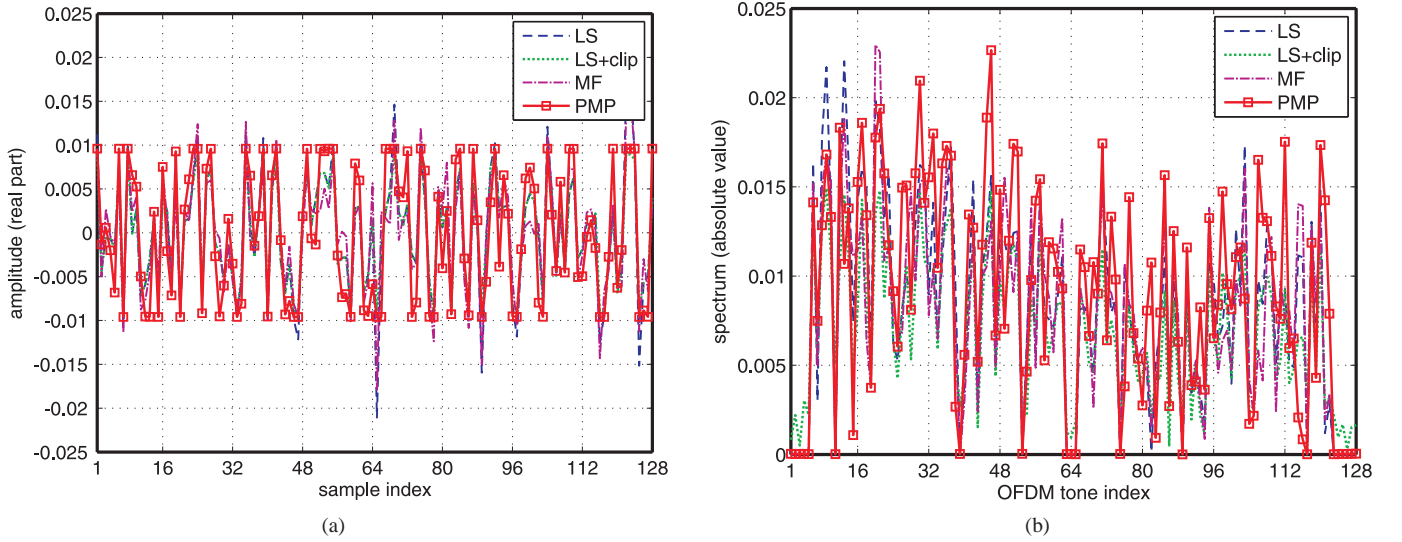 0.025
0.02
0.015
0.01
0.005
0
-0.005
-0.01
-0.015
-0.02
-0.025
amplitude (real part)
LS
LS+clip
MF
PMP
1 16 32 48 64 80 96 112 128
sample index
(a)
0.025
0.02
0.015
0.01
0.005
0
spectrum (absolute value)
LS
LS+clip
MF
PMP
1 16 32 48 64 80 96 112 128
OFDM tone index
(b)